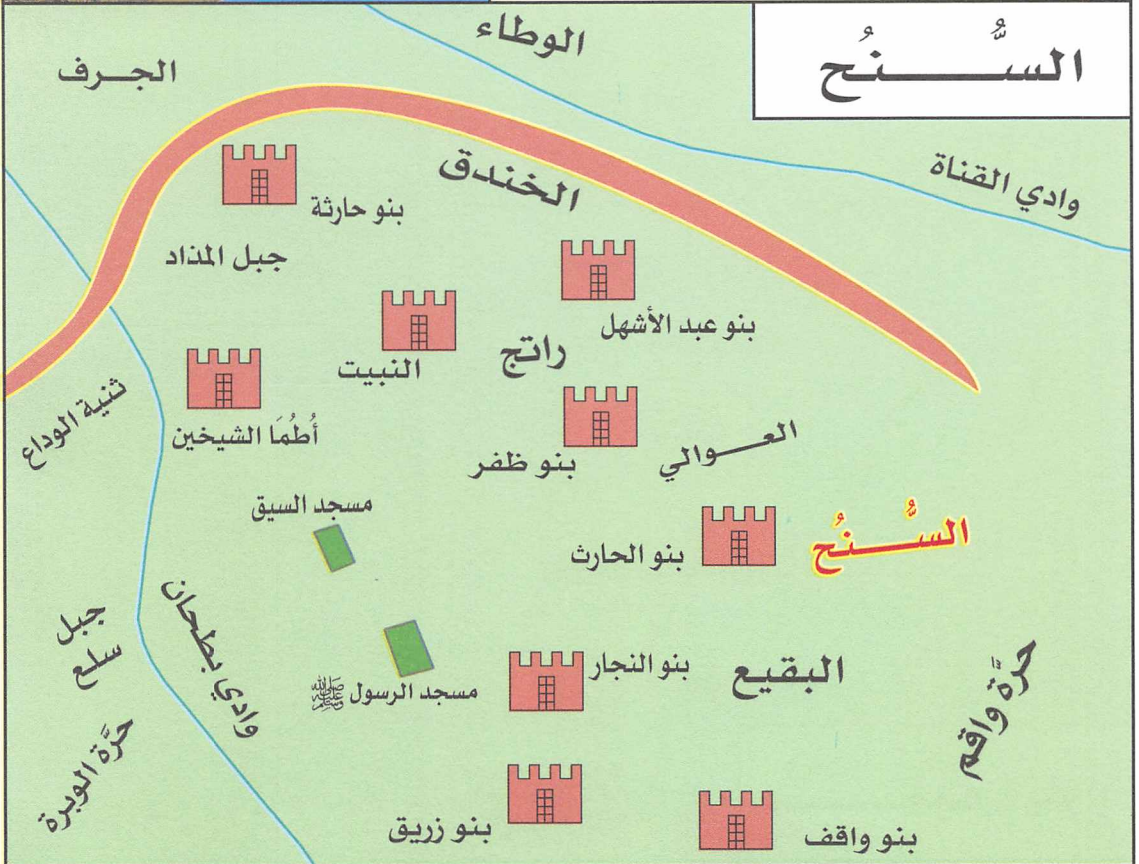 السُّنُح
الوطاء
الجرف
وادي القناة
الخندق
بنو حارثة
جبل المذاد
بنو عبد الأشهل
راتج
النبيت
ثنية الوداع
أُطُمَا الشيخين
العوالي
بنو ظفر
مسجد السيق
السُّنُح
بنو الحارث
جبل
سلع
وادي بطحان
البقيع
بنو النجار
مسجد الرسول ﷺ
حرَّة واقم
حرَّة الوبرة
بنو زريق
بنو واقف